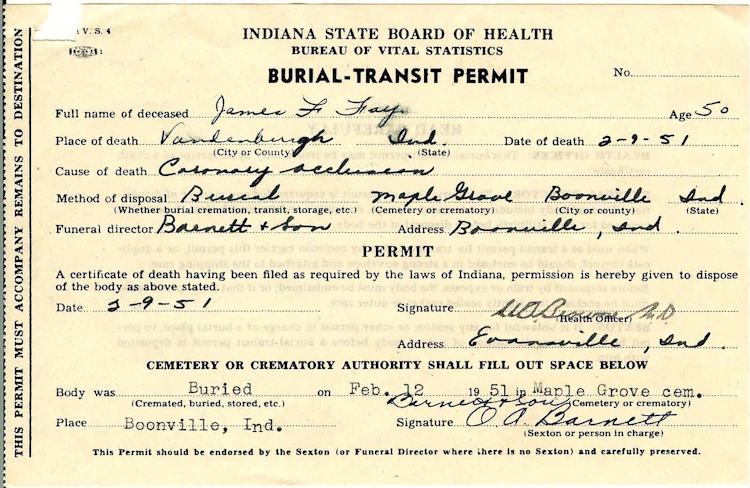 V. S. 4
INDIANA STATE BOARD OF HEALTH
BUREAU OF VITAL STATISTICS
BURIAL-TRANSIT PERMIT
No.
Full name of deceased James F Fay Age 50
Place of death Vandenburgh Ind. Date of death 2-9-51
(City or County) (State)
Cause of death Coronary occlusion
Method of disposal Burial Maple Grove Boonville Ind
(Whether burial cremation, transit, storage, etc.) (Cemetery or crematory) (City or county) (State)
Funeral director Barnett & Son Address Boonville, Ind.
PERMIT
A certificate of death having been filed as required by the laws of Indiana, permission is hereby given to dispose
of the body as above stated.
Date 2-9-51 Signature M D
(Health Officer)
Address Evansville, Ind.
CEMETERY OR CREMATORY AUTHORITY SHALL FILL OUT SPACE BELOW
Body was Buried on Feb. 12 1951 in Maple Grove cem.
(Cremated, buried, stored, etc.) Barnett & Son (Cemetery or crematory)
Place Boonville, Ind. Signature O A. Barnett
(Sexton or person in charge)
This Permit should be endorsed by the Sexton (or Funeral Director where there is no Sexton) and carefully preserved.
THIS PERMIT MUST ACCOMPANY REMAINS TO DESTINATION